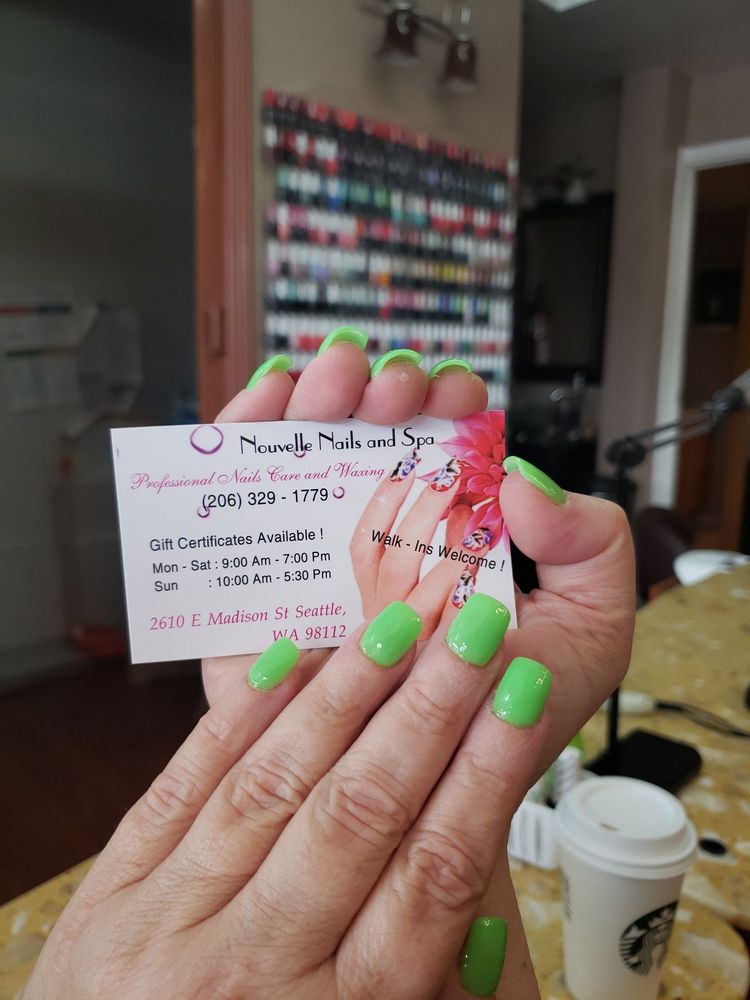 Nouvelle Nails and Spa
Professional Nails Care and Waxing
(206) 329 - 1779
Gift Certificates Available !
Walk - Ins Welcome !
Mon - Sat : 9:00 Am - 7:00 Pm
Sun : 10:00 Am - 5:30 Pm
2610 E Madison St Seattle,
WA 98112